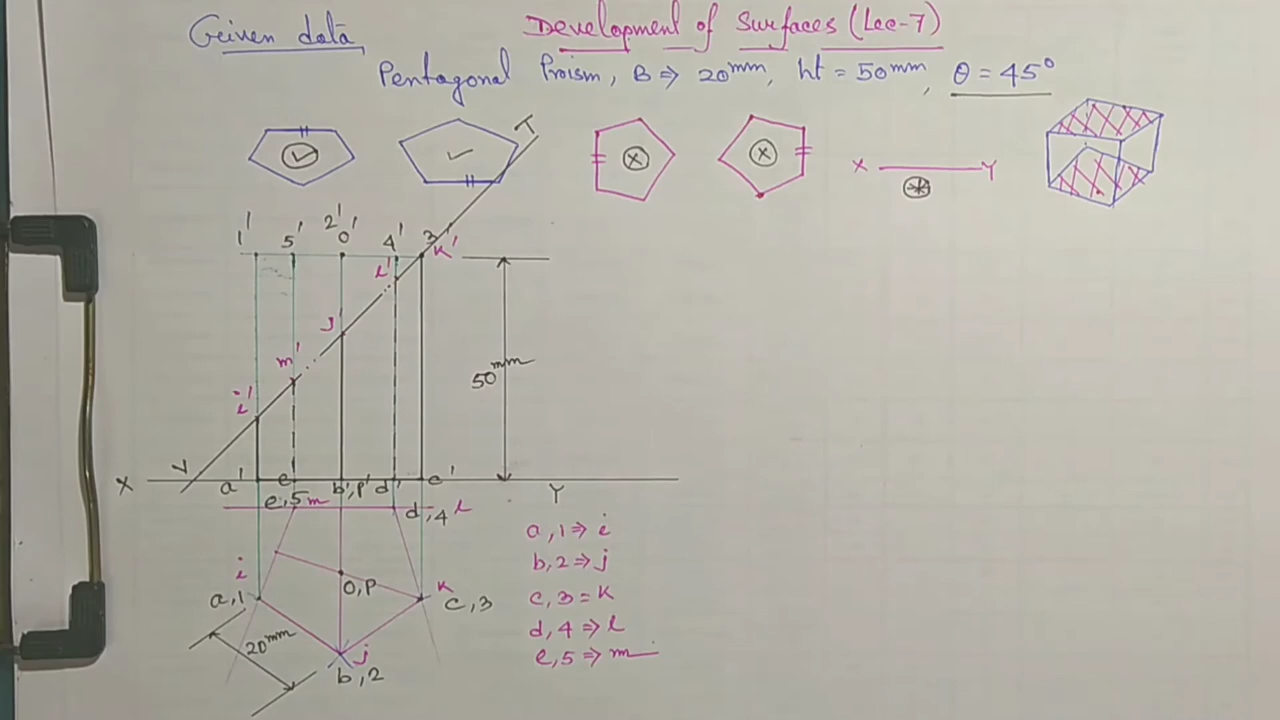 Geiven data
Development of Surfaces (Lec-7)
Pentagonal Prism, B ⇒ 20mm, ht = 50mm, θ = 45°
T
X Y
1' 5' 2' o' 4' 3' k'
l'
j'
m'
i'
50mm
V
X a' e' b', p' d' c' Y
e,5 m d,4 l
i k
a,1 o,p c,3
20mm
j
b,2
a,1 ⇒ i
b,2 ⇒ j
c,3 = k
d,4 ⇒ l
e,5 ⇒ m